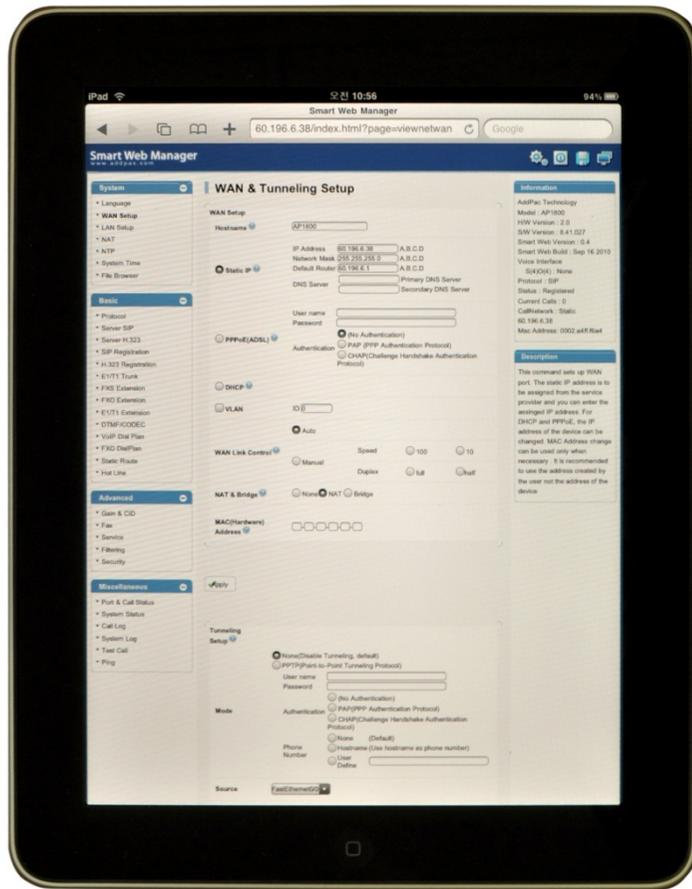 iPad
오전 10:56
94%
Smart Web Manager
60.196.6.38/index.html?page=viewnetwan
Google
Smart Web Manager
www.addpac.com
System
Language
WAN Setup
LAN Setup
NAT
NTP
System Time
File Browser
Basic
Protocol
Server SIP
Server H.323
SIP Registration
H.323 Registration
E1/T1 Trunk
FXS Extension
FXO Extension
E1/T1 Extension
DTMF/CODEC
VoIP Dial Plan
FXO DialPlan
Static Route
Hot Line
Advanced
Gain & CID
Fax
Service
Filtering
Security
Miscellaneous
Port & Call Status
System Status
Call Log
System Log
Test Call
Ping
WAN & Tunneling Setup
WAN Setup
Hostname AP1800
Static IP
IP Address 60.196.6.38 A,B,C,D
Network Mask 255.255.255.0 A,B,C,D
Default Router 60.196.6.1 A,B,C,D
DNS Server
Primary DNS Server
Secondary DNS Server
PPPoE(ADSL)
User name
Password
Authentication
(No Authentication)
PAP (PPP Authentication Protocol)
CHAP(Challenge Handshake Authentication
Protocol)
DHCP
VLAN ID 0
WAN Link Control
Auto
Manual
Speed 100 10
Duplex full half
NAT & Bridge None NAT Bridge
MAC(Hardware)
Address
Apply
Tunneling
Setup
Mode
None(Disable Tunneling, default)
PPTP(Point-to-Point Tunneling Protocol)
User name
Password
Authentication
(No Authentication)
PAP(PPP Authentication Protocol)
CHAP(Challenge Handshake Authentication
Protocol)
Phone
Number
None (Default)
Hostname (Use hostname as phone number)
User
Define
Source
Information
AddPac Technology
Model : AP1800
H/W Version : 2.0
S/W Version : 8.41.027
Smart Web Version : 0.4
Smart Web Build : Sep 16 2010
Voice Interface
S(4)O(4) : None
Protocol : SIP
Status : Registered
Current Calls : 0
CallNetwork : Static
60.196.6.38
Mac Address:
Description
This command sets up WAN
port. The static IP address is to
be assigned from the service
provider and you can enter the
assinged IP address. For
DHCP and PPPoE, the IP
address of the device can be
changed. MAC Address change
can be used only when
necessary . It is recommended
to use the address created by
the user not the address of the
device